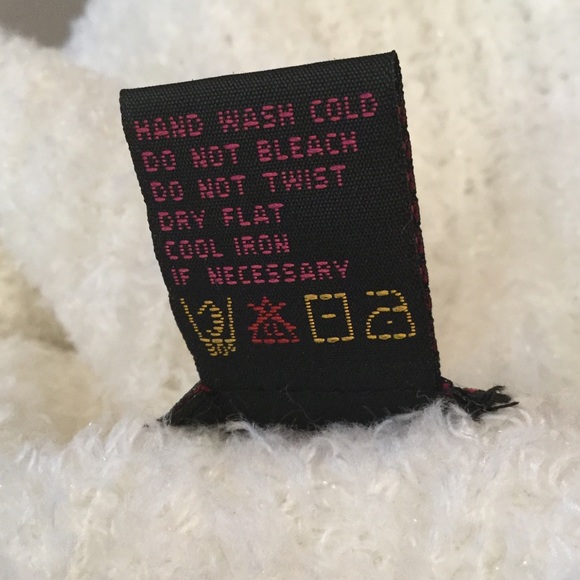 HAND WASH COLD
DO NOT BLEACH
DO NOT TWIST
DRY FLAT
COOL IRON
IF NECESSARY